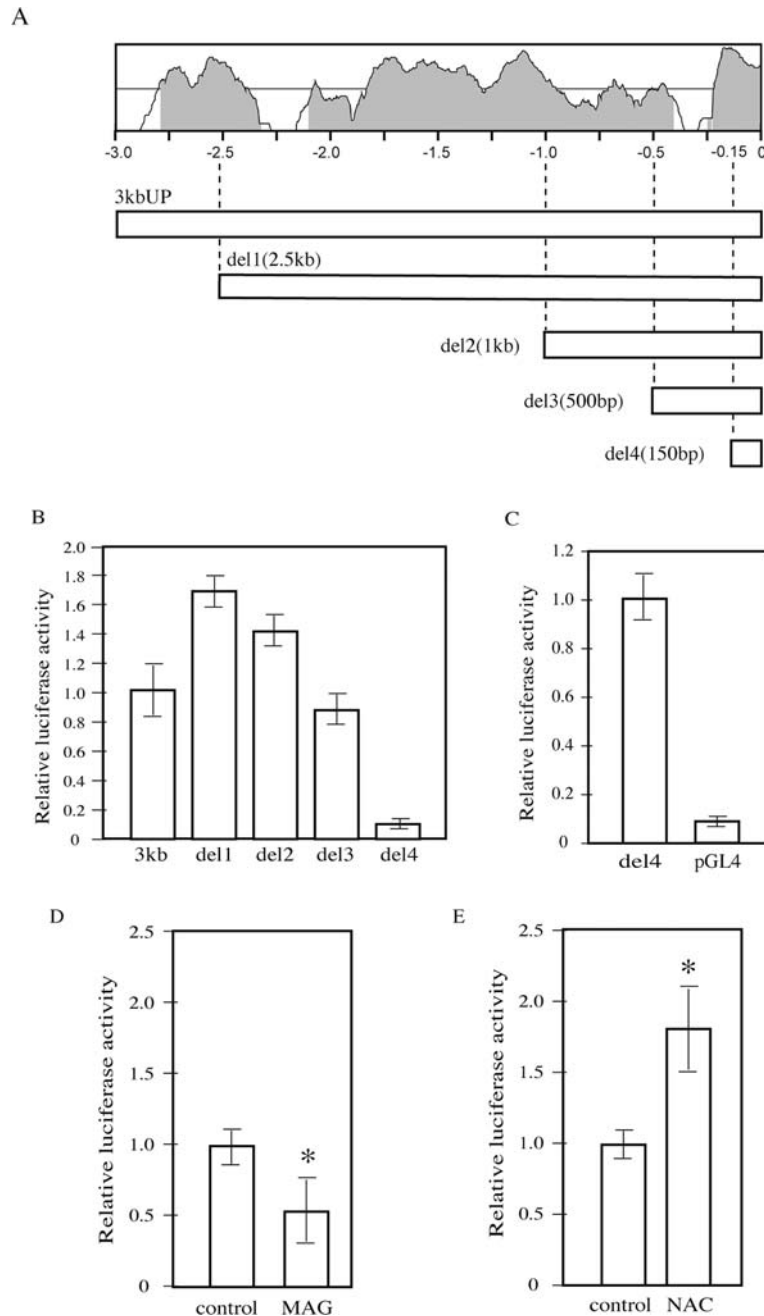 A
-3.0 -2.5 -2.0 -1.5 -1.0 -0.5 -0.15 0
3kbUP
del1(2.5kb)
del2(1kb)
del3(500bp)
del4(150bp)
B
Relative luciferase activity
2.0
1.8
1.6
1.4
1.2
1.0
0.8
0.6
0.4
0.2
0
3kb del1 del2 del3 del4
C
Relative luciferase activity
1.2
1.0
0.8
0.6
0.4
0.2
0
del4 pGL4
D
Relative luciferase activity
2.5
2.0
1.5
1.0
0.5
0
*
control MAG
E
Relative luciferase activity
2.5
2.0
1.5
1.0
0.5
0
*
control NAC